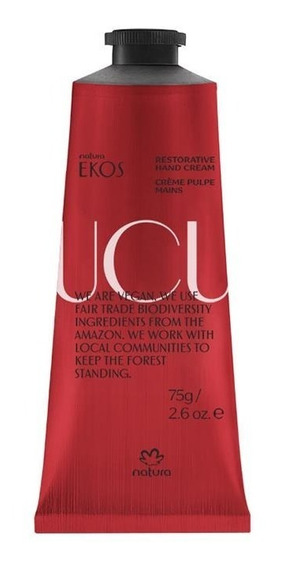 natura
EKOS
RESTORATIVE
HAND CREAM
CRÈME PULPE
MAINS
UCU
WE ARE VEGAN. WE USE
FAIR TRADE BIODIVERSITY
INGREDIENTS FROM THE
AMAZON. WE WORK WITH
LOCAL COMMUNITIES TO
KEEP THE FOREST
STANDING.
75g/
2.6 oz. e
natura